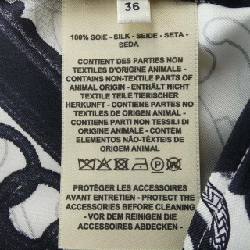 36
100% SOIE - SILK - SEIDE - SETA -
SEDA
CONTIENT DES PARTIES NON
TEXTILES D'ORIGINE ANIMALE -
CONTAINS NON-TEXTILE PARTS OF
ANIMAL ORIGIN - ENTHÄLT NICHT
TEXTILE TEILE TIERISCHER
HERKUNFT - CONTIENE PARTES NO
TEXTILES DE ORIGEN ANIMAL -
CONTIENE PARTI NON TESSILI DI
ORIGINE ANIMALE - CONTÉM
ELEMENTOS NÃO-TÊXTEIS DE
ORIGEM ANIMAL
PROTÉGER LES ACCESSOIRES
AVANT ENTRETIEN - PROTECT THE
ACCESSORIES BEFORE CLEANING
- VOR DEM REINIGEN DIE
ACCESSOIRES ABDECKEN -